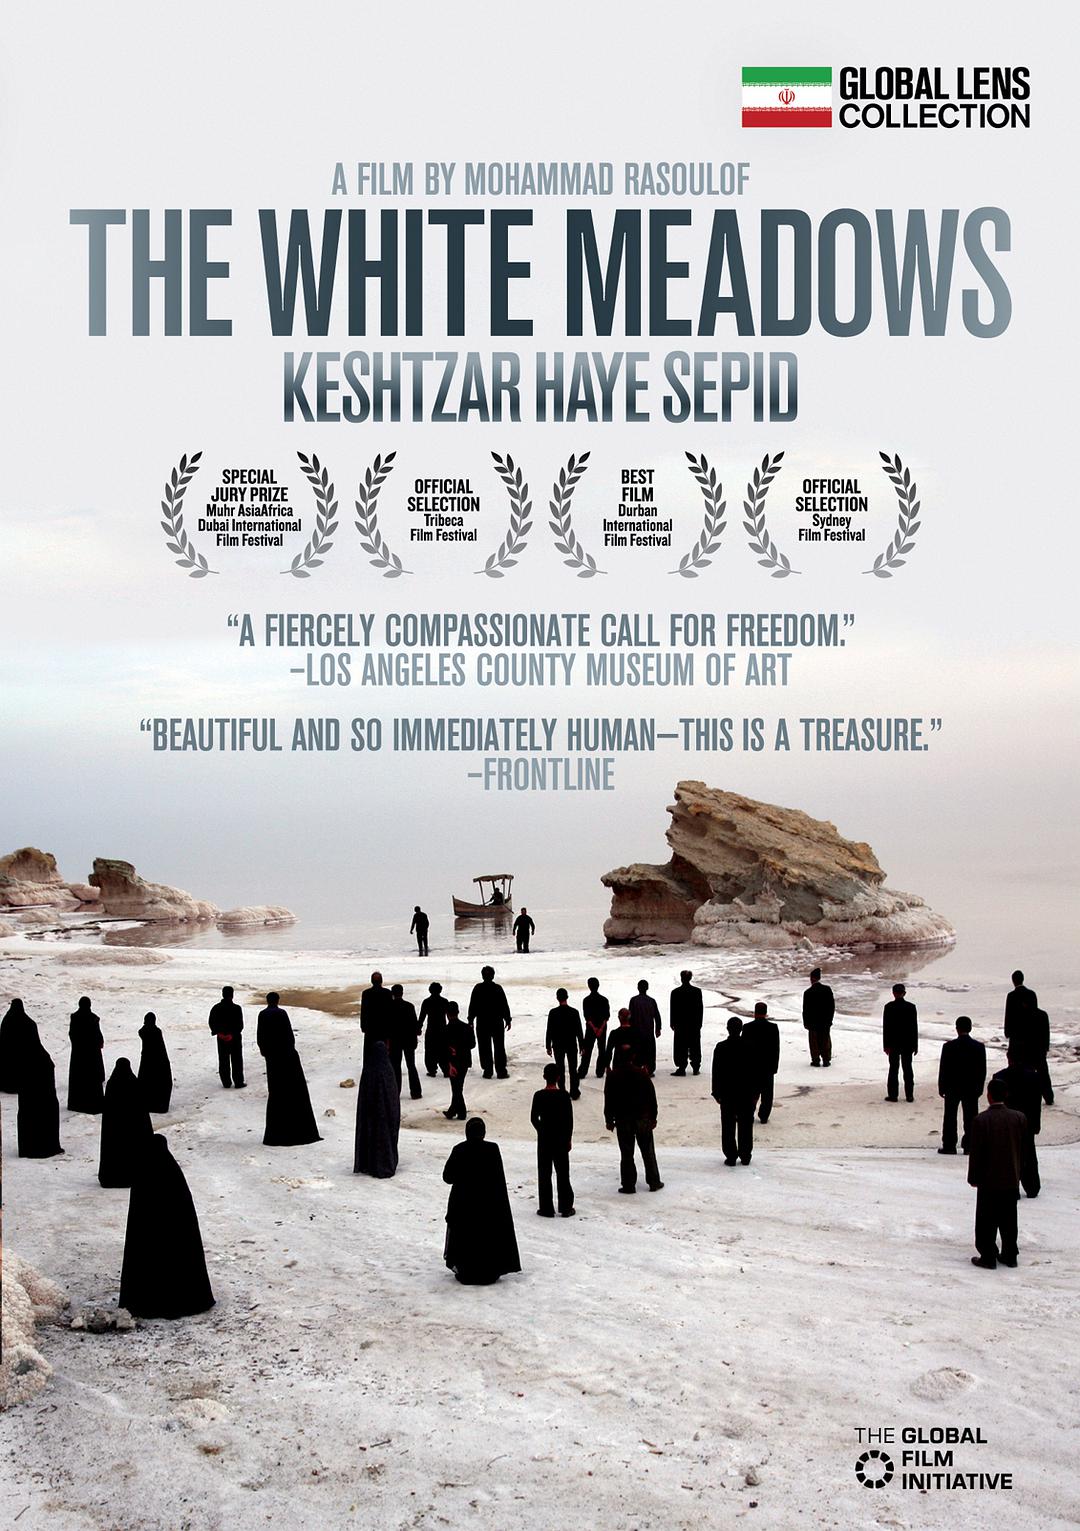 GLOBAL LENS
COLLECTION
A FILM BY MOHAMMAD RASOULOF
THE WHITE MEADOWS
KESHTZAR HAYE SEPID
SPECIAL
JURY PRIZE
Muhr AsiaAfrica
Dubai International
Film Festival
OFFICIAL
SELECTION
Tribeca
Film Festival
BEST
FILM
Durban
International
Film Festival
OFFICIAL
SELECTION
Sydney
Film Festival
“A FIERCELY COMPASSIONATE CALL FOR FREEDOM.”
–LOS ANGELES COUNTY MUSEUM OF ART
“BEAUTIFUL AND SO IMMEDIATELY HUMAN—THIS IS A TREASURE.”
–FRONTLINE
THE GLOBAL
FILM
INITIATIVE